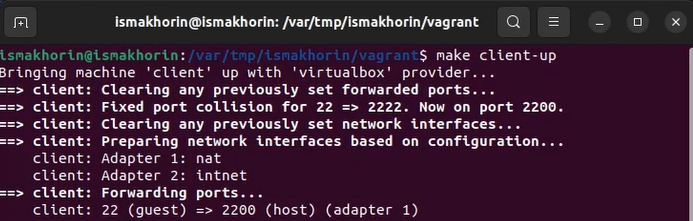 ismakhorin@ismakhorin: /var/tmp/ismakhorin/vagrant
ismakhorin@ismakhorin:/var/tmp/ismakhorin/vagrant$ make client-up
Bringing machine 'client' up with 'virtualbox' provider...
==> client: Clearing any previously set forwarded ports...
==> client: Fixed port collision for 22 => 2222. Now on port 2200.
==> client: Clearing any previously set network interfaces...
==> client: Preparing network interfaces based on configuration...
    client: Adapter 1: nat
    client: Adapter 2: intnet
==> client: Forwarding ports...
    client: 22 (guest) => 2200 (host) (adapter 1)